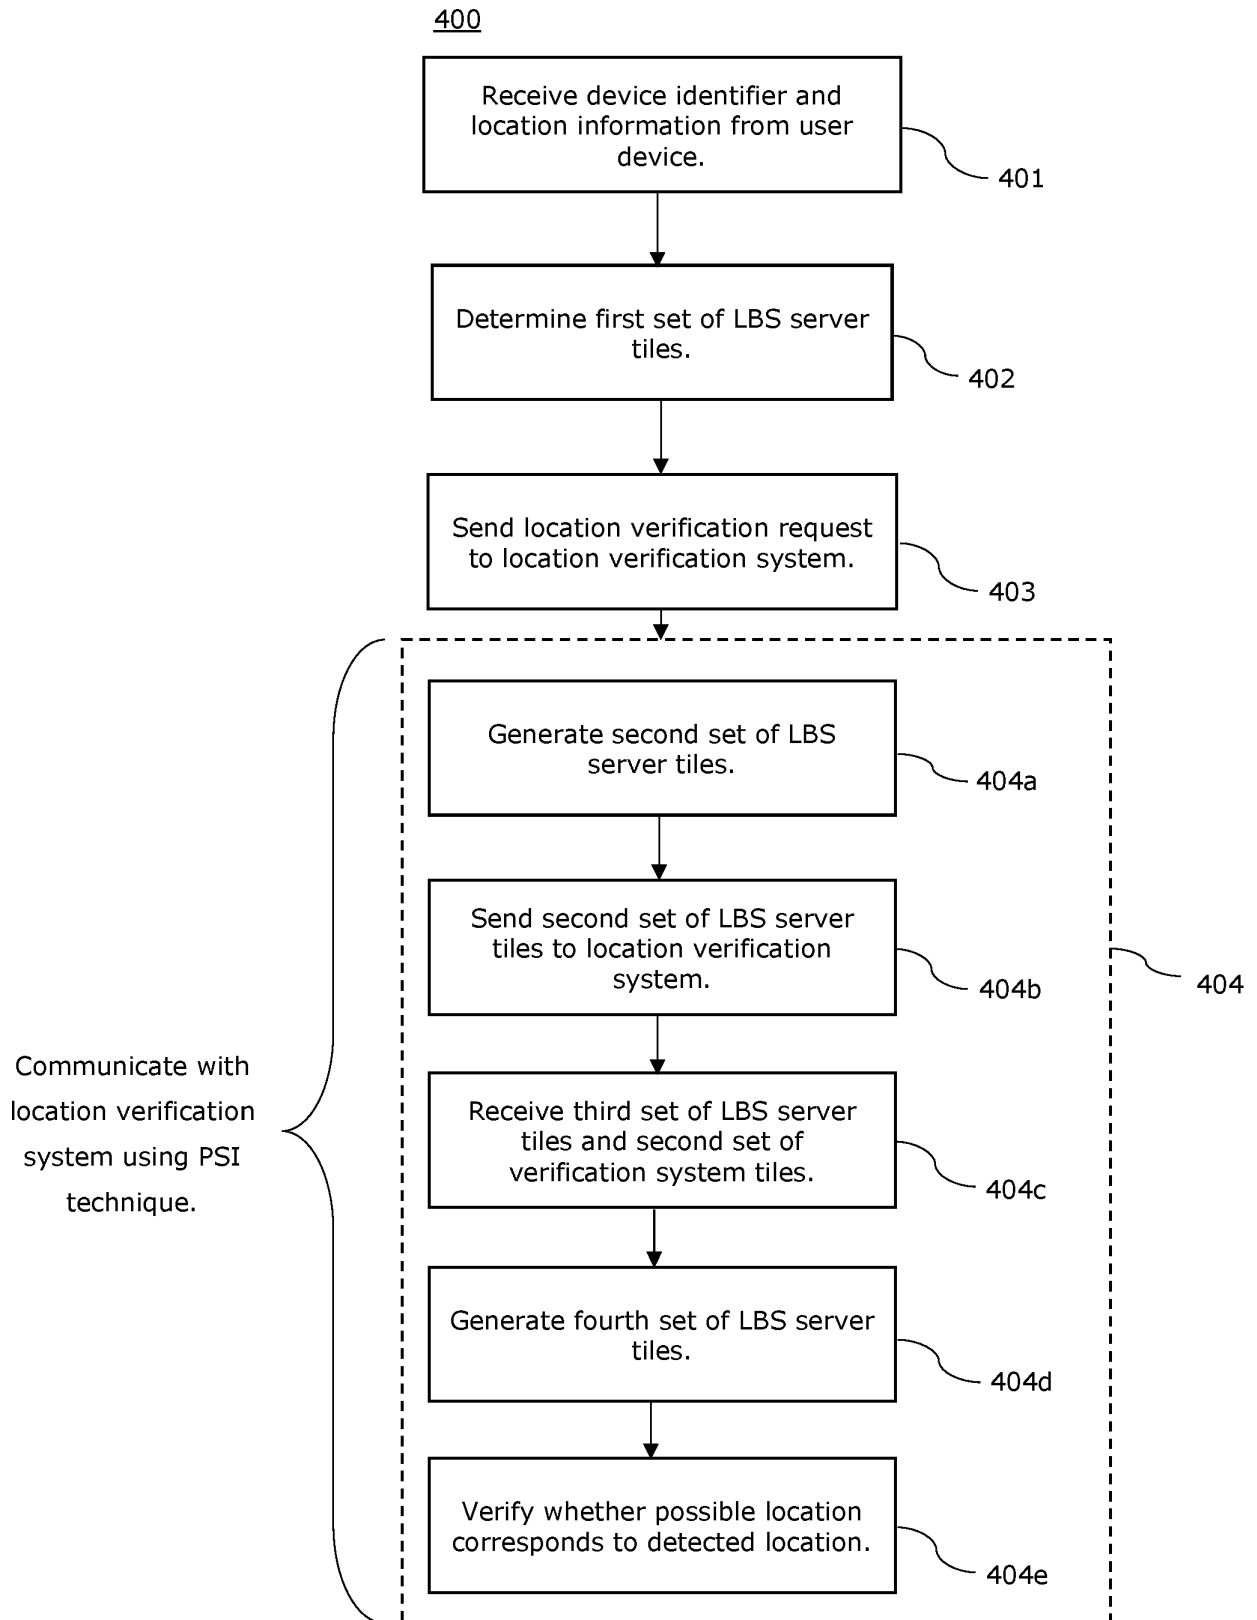 400
Receive device identifier and
location information from user
device.
401
Determine first set of LBS server
tiles.
402
Send location verification request
to location verification system.
403
Generate second set of LBS
server tiles.
404a
Send second set of LBS server
tiles to location verification
system.
404b
404
Communicate with
location verification
system using PSI
technique.
Receive third set of LBS server
tiles and second set of
verification system tiles.
404c
Generate fourth set of LBS server
tiles.
404d
Verify whether possible location
corresponds to detected location.
404e